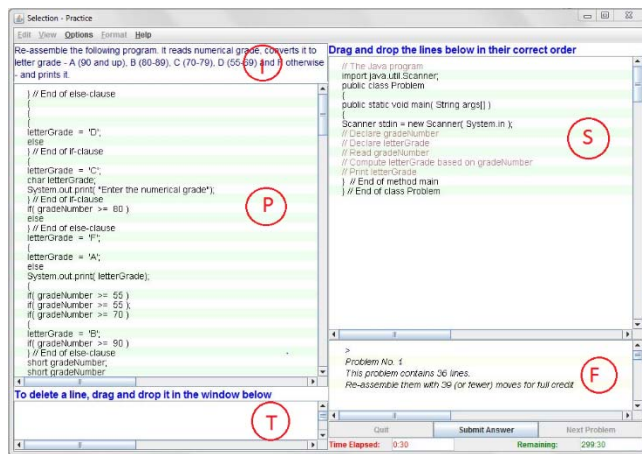 Selection - Practice
Edit View Options Format Help
Re-assemble the following program. It reads numerical grade, converts it to
letter grade - A (90 and up), B (80-89), C (70-79), D (55-69) and F otherwise
- and prints it.
I
} // End of else-clause
{
{
{
letterGrade = 'D';
else
} // End of if-clause
{
letterGrade = 'C';
char letterGrade;
System.out.print( "Enter the numerical grade");
} // End of if-clause
if( gradeNumber >= 80 )
else
} // End of else-clause
letterGrade = 'F';
{
letterGrade = 'A';
else
System.out.print( letterGrade);
{
if( gradeNumber >= 55 )
if( gradeNumber >= 55 );
if( gradeNumber >= 70 )
{
letterGrade = 'B';
if( gradeNumber >= 90 )
} // End of else-clause
short gradeNumber;
short gradeNumber
P
To delete a line, drag and drop it in the window below
T
Drag and drop the lines below in their correct order
// The Java program
import java.util.Scanner;
public class Problem
{
public static void main( String args[] )
{
Scanner stdin = new Scanner( System.in );
// Declare gradeNumber
// Declare letterGrade
// Read gradeNumber
// Compute letterGrade based on gradeNumber
// Print letterGrade
} // End of method main
} // End of class Problem
S
>
Problem No. 1
This problem contains 36 lines.
Re-assemble them with 39 (or fewer) moves for full credit
F
Quit Submit Answer Next Problem
Time Elapsed: 0:30 Remaining: 299:30